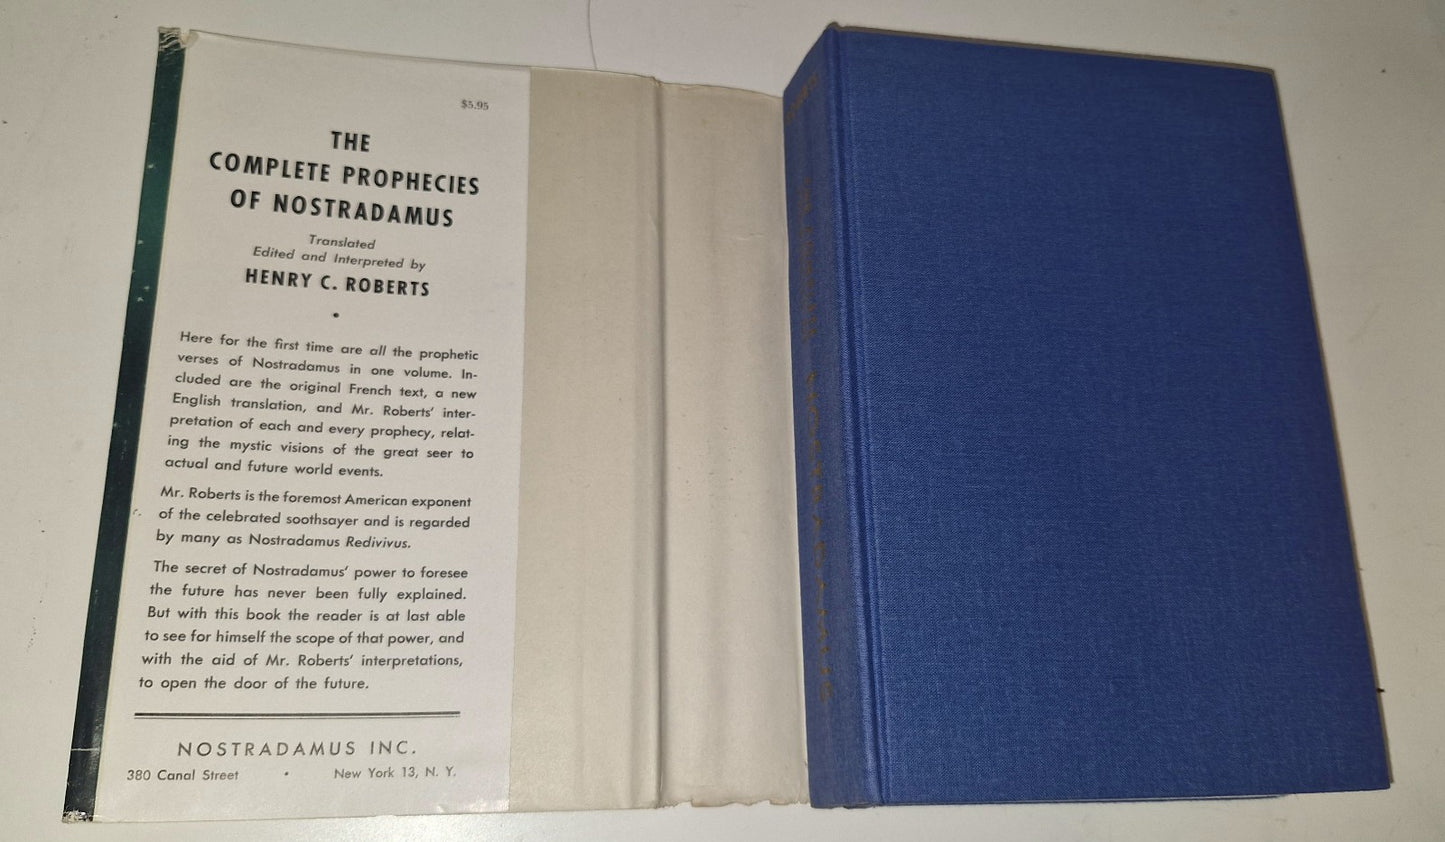 $5.95
THE
COMPLETE PROPHECIES
OF NOSTRADAMUS
Translated
Edited and Interpreted by
HENRY C. ROBERTS
•
Here for the first time are all the prophetic
verses of Nostradamus in one volume. In-
cluded are the original French text, a new
English translation, and Mr. Roberts' inter-
pretation of each and every prophecy, relat-
ing the mystic visions of the great seer to
actual and future world events.
Mr. Roberts is the foremost American exponent
of the celebrated soothsayer and is regarded
by many as Nostradamus Redivivus.
The secret of Nostradamus' power to foresee
the future has never been fully explained.
But with this book the reader is at last able
to see for himself the scope of that power, and
with the aid of Mr. Roberts' interpretations,
to open the door of the future.
NOSTRADAMUS INC.
380 Canal Street • New York 13, N. Y.
NOSTRADAMUS